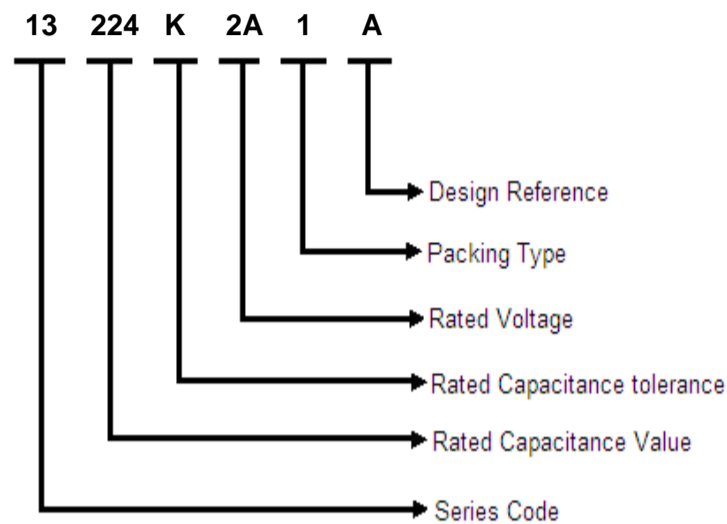 13 224 K 2A 1 A
Design Reference
Packing Type
Rated Voltage
Rated Capacitance tolerance
Rated Capacitance Value
Series Code